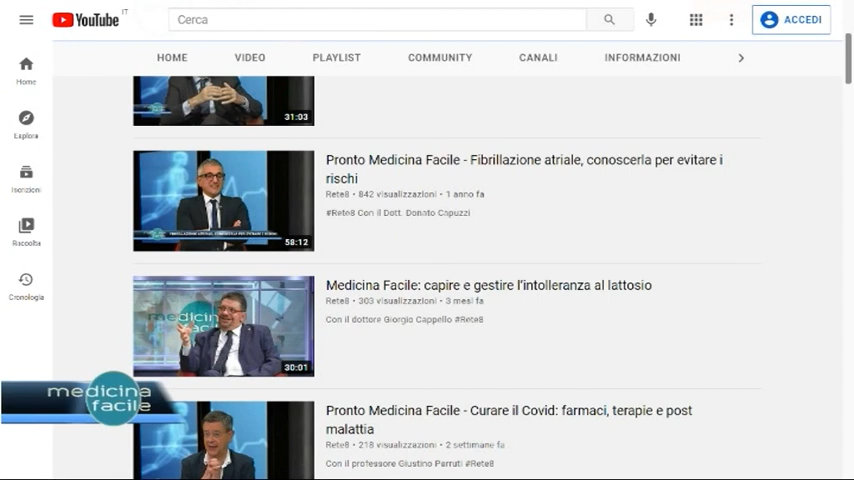 YouTube IT
Cerca
ACCEDI
HOME VIDEO PLAYLIST COMMUNITY CANALI INFORMAZIONI
Home
Esplora
Iscrizioni
Raccolta
Cronologia
31:03
Pronto Medicina Facile - Fibrillazione atriale, conoscerla per evitare i
rischi
Rete8 • 842 visualizzazioni • 1 anno fa
#Rete8 Con il Dott. Donato Capuzzi
58:12
Medicina Facile: capire e gestire l'intolleranza al lattosio
Rete8 • 303 visualizzazioni • 3 mesi fa
Con il dottore Giorgio Cappello #Rete8
medicina
facile
30:01
Pronto Medicina Facile - Curare il Covid: farmaci, terapie e post
malattia
Rete8 • 218 visualizzazioni • 2 settimane fa
Con il professore Giustino Parruti #Rete8
medicina
facile